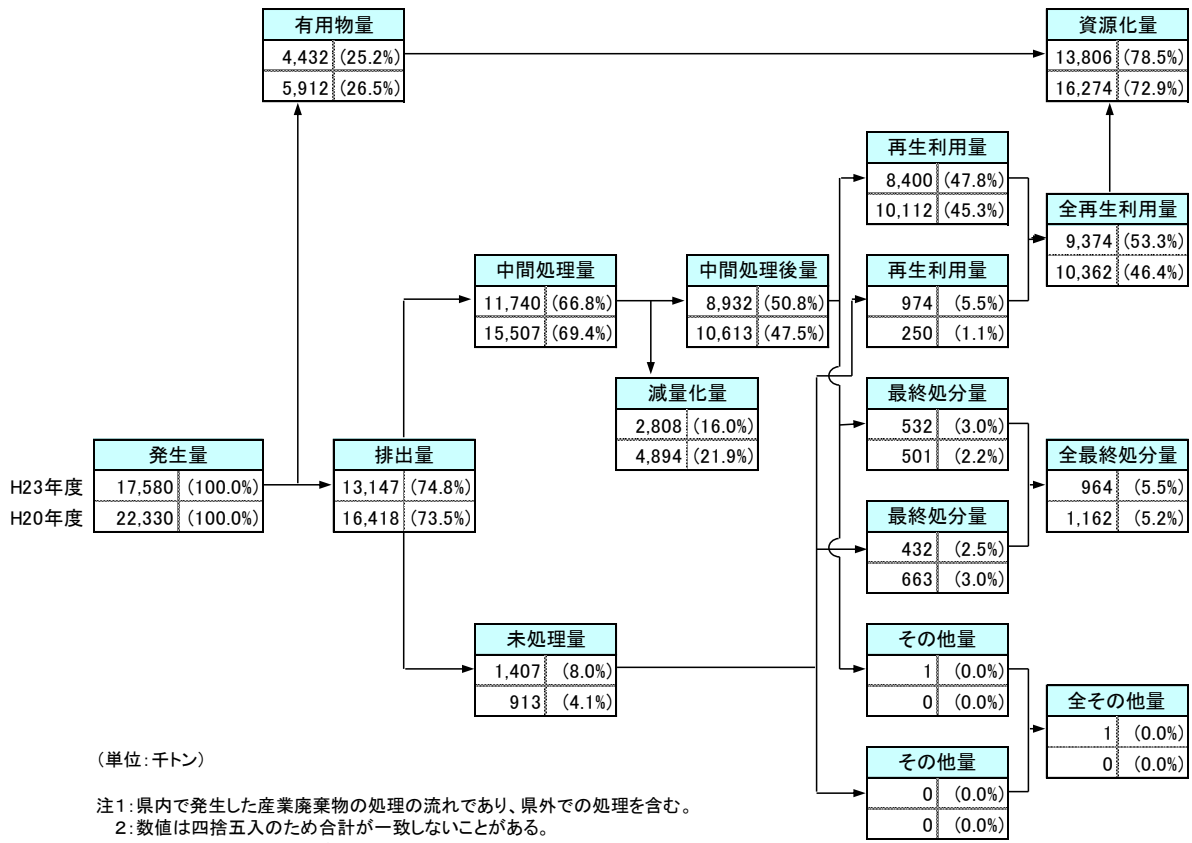 有用物量
4,432 (25.2%)
5,912 (26.5%)
資源化量
13,806 (78.5%)
16,274 (72.9%)
再生利用量
8,400 (47.8%)
10,112 (45.3%)
全再生利用量
9,374 (53.3%)
10,362 (46.4%)
中間処理量
11,740 (66.8%)
15,507 (69.4%)
中間処理後量
8,932 (50.8%)
10,613 (47.5%)
再生利用量
974 (5.5%)
250 (1.1%)
減量化量
2,808 (16.0%)
4,894 (21.9%)
最終処分量
532 (3.0%)
501 (2.2%)
発生量
H23年度 17,580 (100.0%)
H20年度 22,330 (100.0%)
排出量
13,147 (74.8%)
16,418 (73.5%)
全最終処分量
964 (5.5%)
1,162 (5.2%)
最終処分量
432 (2.5%)
663 (3.0%)
未処理量
1,407 (8.0%)
913 (4.1%)
その他量
1 (0.0%)
0 (0.0%)
全その他量
1 (0.0%)
0 (0.0%)
その他量
0 (0.0%)
0 (0.0%)
（単位：千トン）
注１：県内で発生した産業廃棄物の処理の流れであり、県外での処理を含む。
２：数値は四捨五入のため合計が一致しないことがある。